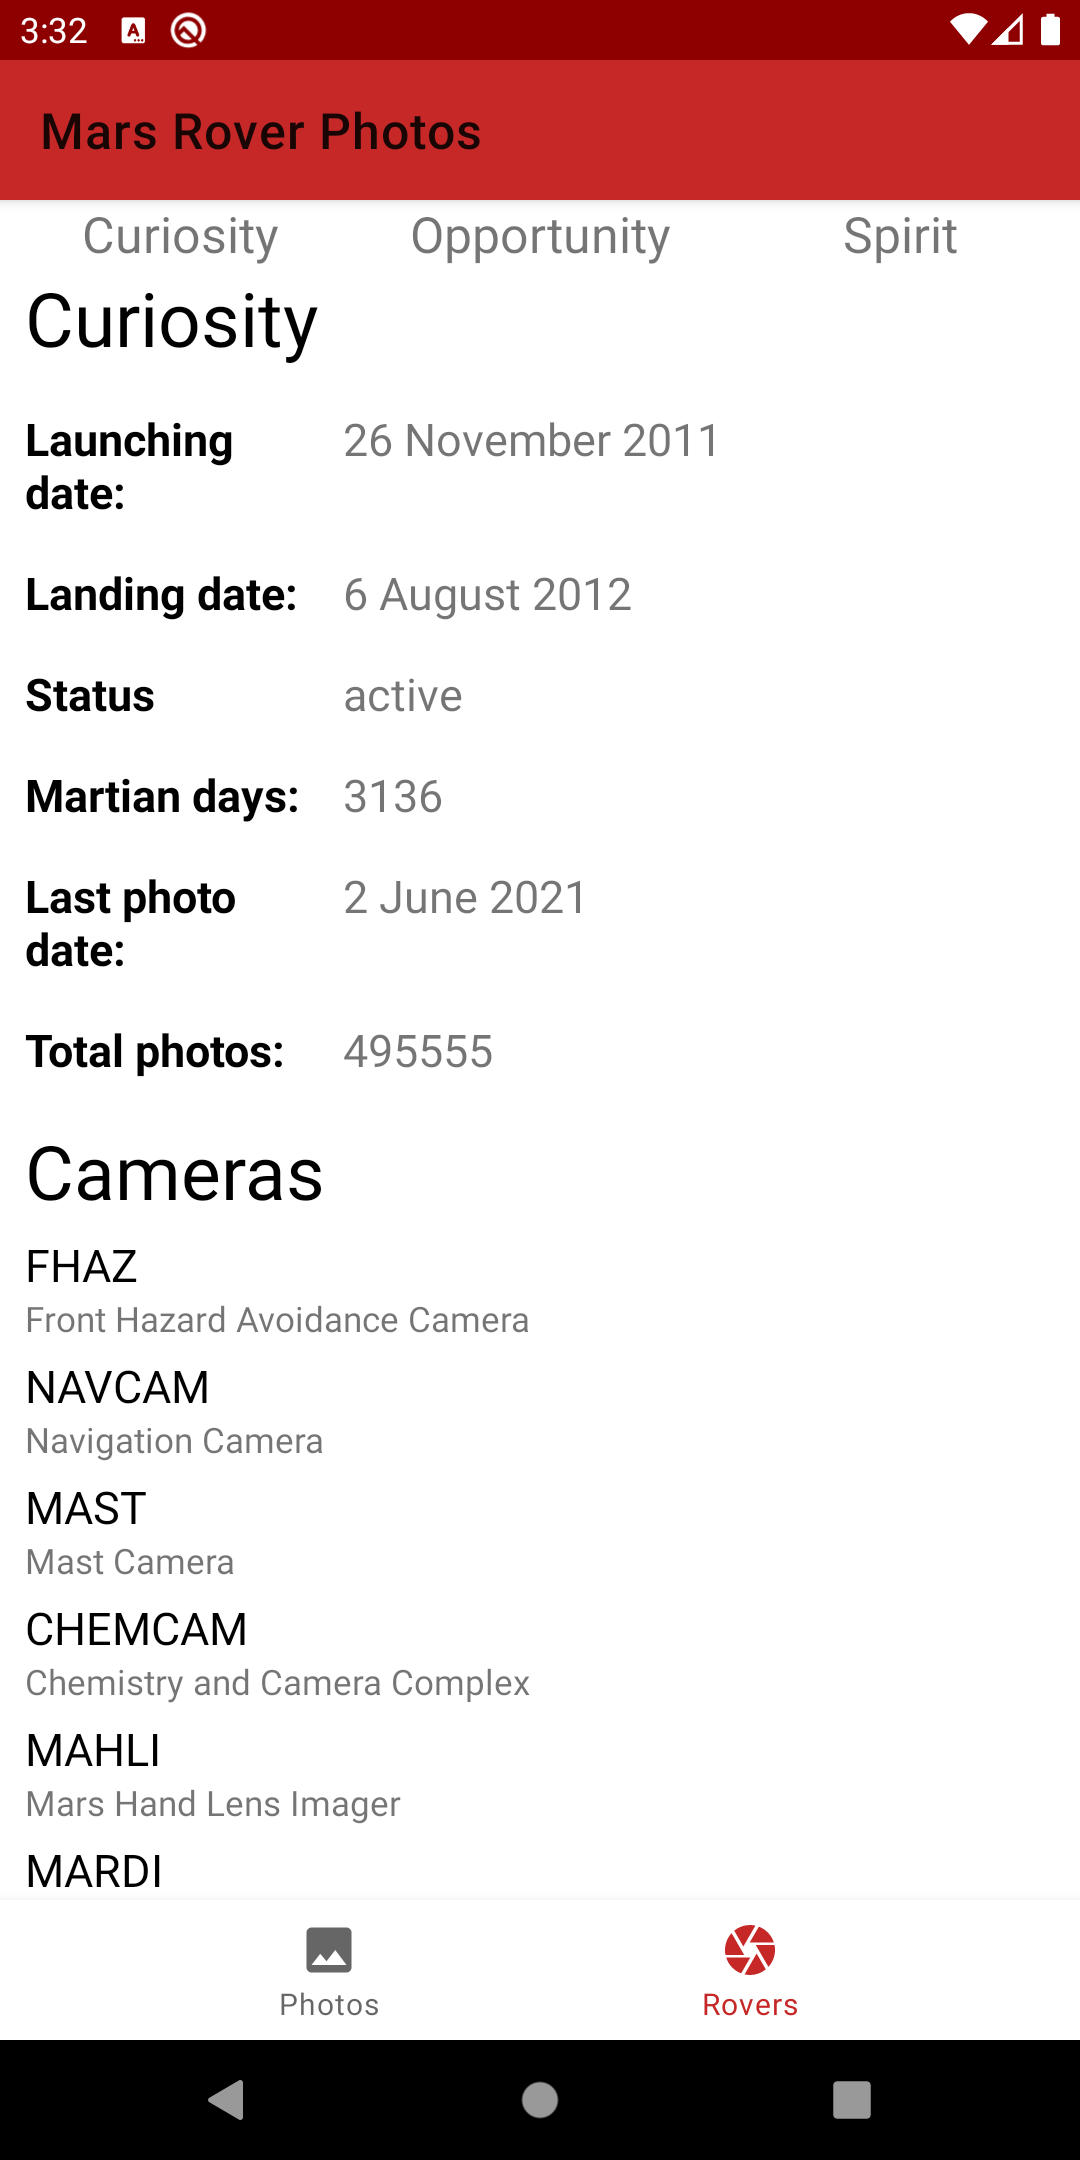 3:32
Mars Rover Photos
Curiosity Opportunity Spirit
Curiosity
Launching date: 26 November 2011
Landing date: 6 August 2012
Status active
Martian days: 3136
Last photo date: 2 June 2021
Total photos: 495555
Cameras
FHAZ
Front Hazard Avoidance Camera
NAVCAM
Navigation Camera
MAST
Mast Camera
CHEMCAM
Chemistry and Camera Complex
MAHLI
Mars Hand Lens Imager
MARDI
Photos Rovers